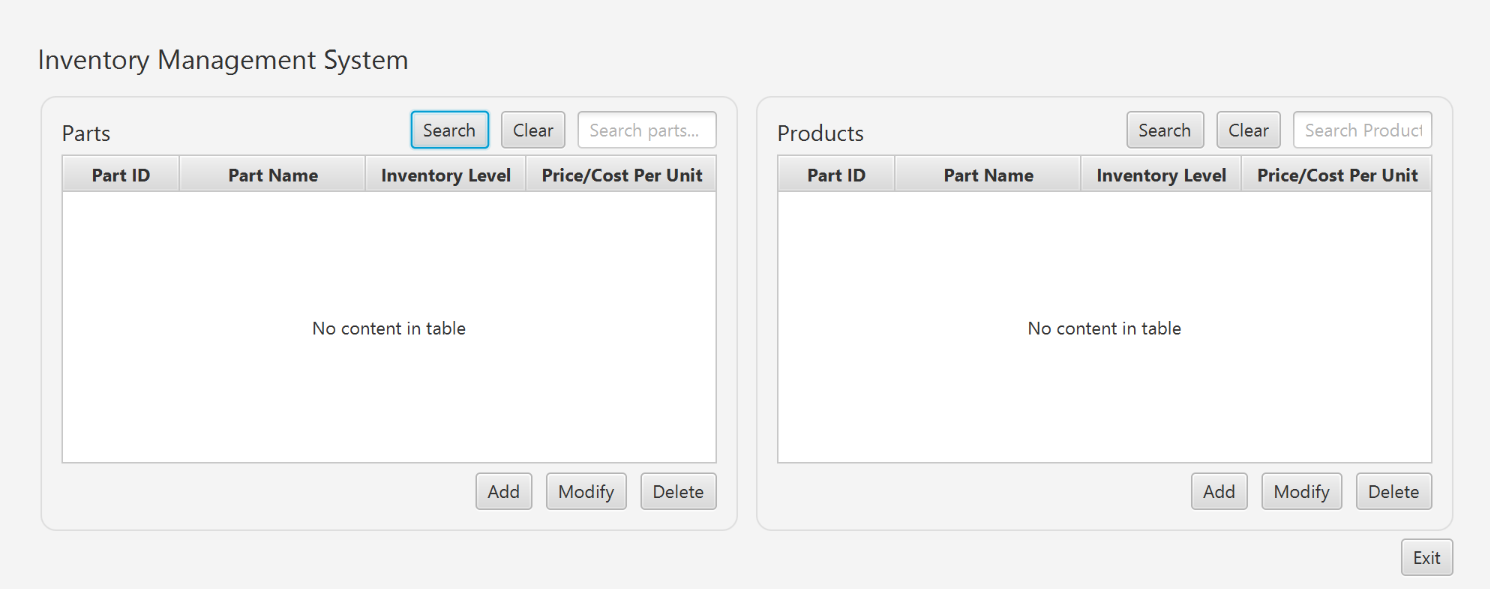 Inventory Management System
Parts
Search
Clear
Search parts...
Part ID Part Name Inventory Level Price/Cost Per Unit
No content in table
Add Modify Delete
Products
Search
Clear
Search Product
Part ID Part Name Inventory Level Price/Cost Per Unit
No content in table
Add Modify Delete
Exit